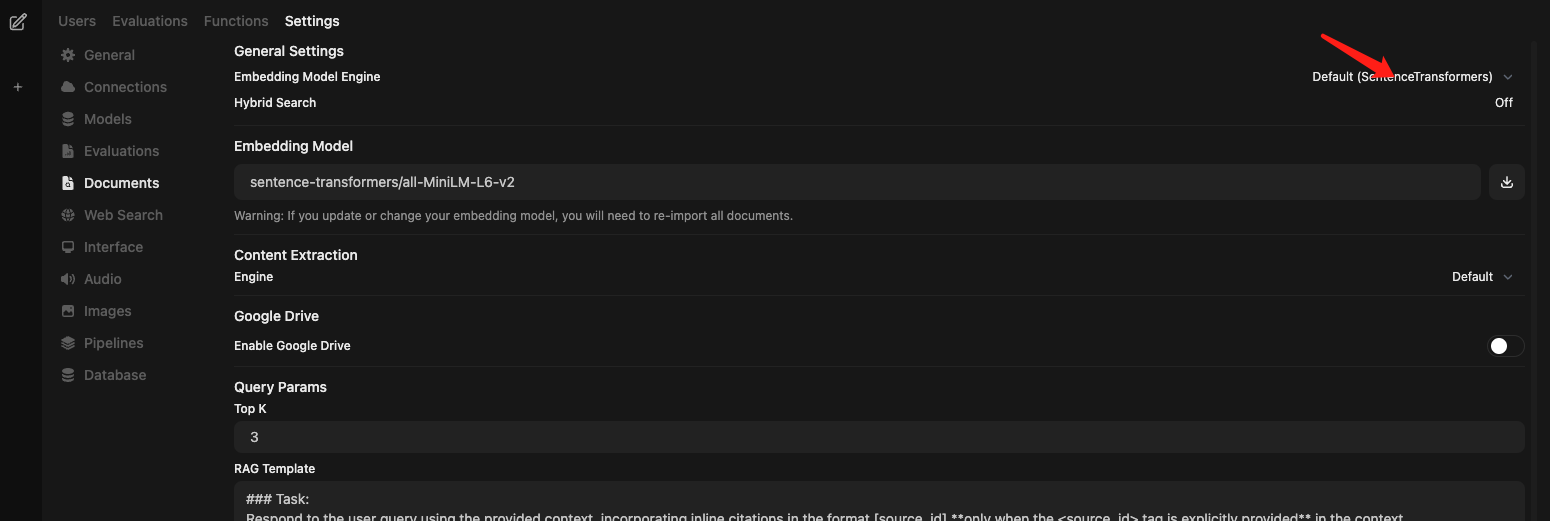 Users Evaluations Functions Settings
General
Connections
Models
Evaluations
Documents
Web Search
Interface
Audio
Images
Pipelines
Database
General Settings
Embedding Model Engine Default (SentenceTransformers)
Hybrid Search Off
Embedding Model
sentence-transformers/all-MiniLM-L6-v2
Warning: If you update or change your embedding model, you will need to re-import all documents.
Content Extraction
Engine Default
Google Drive
Enable Google Drive
Query Params
Top K
3
RAG Template
### Task:
Respond to the user query using the provided context, incorporating inline citations in the format [source_id] **only when the <source_id> tag is explicitly provided** in the context.